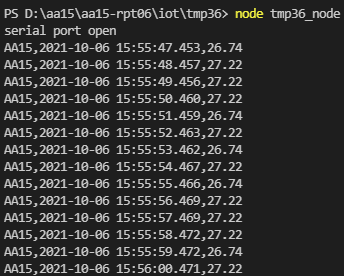 PS D:\aa15\aa15-rpt06\iot\tmp36> node tmp36_node
serial port open
AA15,2021-10-06 15:55:47.453,26.74
AA15,2021-10-06 15:55:48.457,27.22
AA15,2021-10-06 15:55:49.456,27.22
AA15,2021-10-06 15:55:50.460,27.22
AA15,2021-10-06 15:55:51.459,26.74
AA15,2021-10-06 15:55:52.463,27.22
AA15,2021-10-06 15:55:53.462,26.74
AA15,2021-10-06 15:55:54.467,27.22
AA15,2021-10-06 15:55:55.466,26.74
AA15,2021-10-06 15:55:56.469,27.22
AA15,2021-10-06 15:55:57.469,27.22
AA15,2021-10-06 15:55:58.472,27.22
AA15,2021-10-06 15:55:59.472,26.74
AA15,2021-10-06 15:56:00.471,27.22